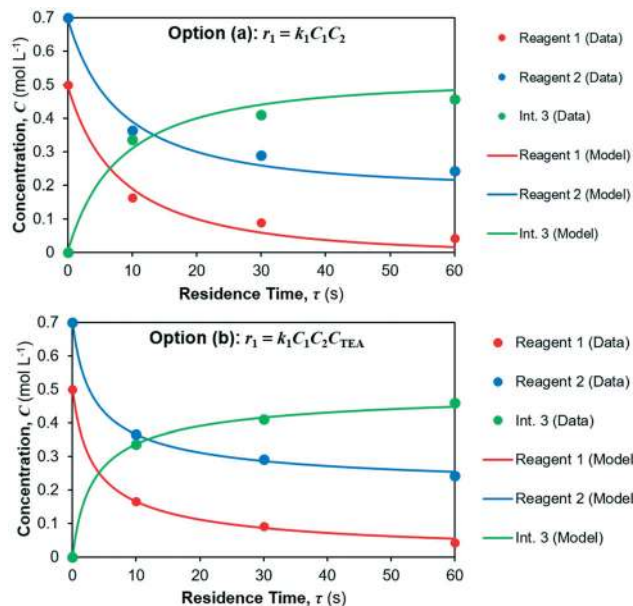 Option (a): r₁ = k₁C₁C₂
Concentration, C (mol L⁻¹)
0.7
0.6
0.5
0.4
0.3
0.2
0.1
0
0 10 20 30 40 50 60
Residence Time, τ (s)
Reagent 1 (Data)
Reagent 2 (Data)
Int. 3 (Data)
Reagent 1 (Model)
Reagent 2 (Model)
Int. 3 (Model)
Option (b): r₁ = k₁C₁C₂C_TEA
Concentration, C (mol L⁻¹)
0.7
0.6
0.5
0.4
0.3
0.2
0.1
0
0 10 20 30 40 50 60
Residence Time, τ (s)
Reagent 1 (Data)
Reagent 2 (Data)
Int. 3 (Data)
Reagent 1 (Model)
Reagent 2 (Model)
Int. 3 (Model)